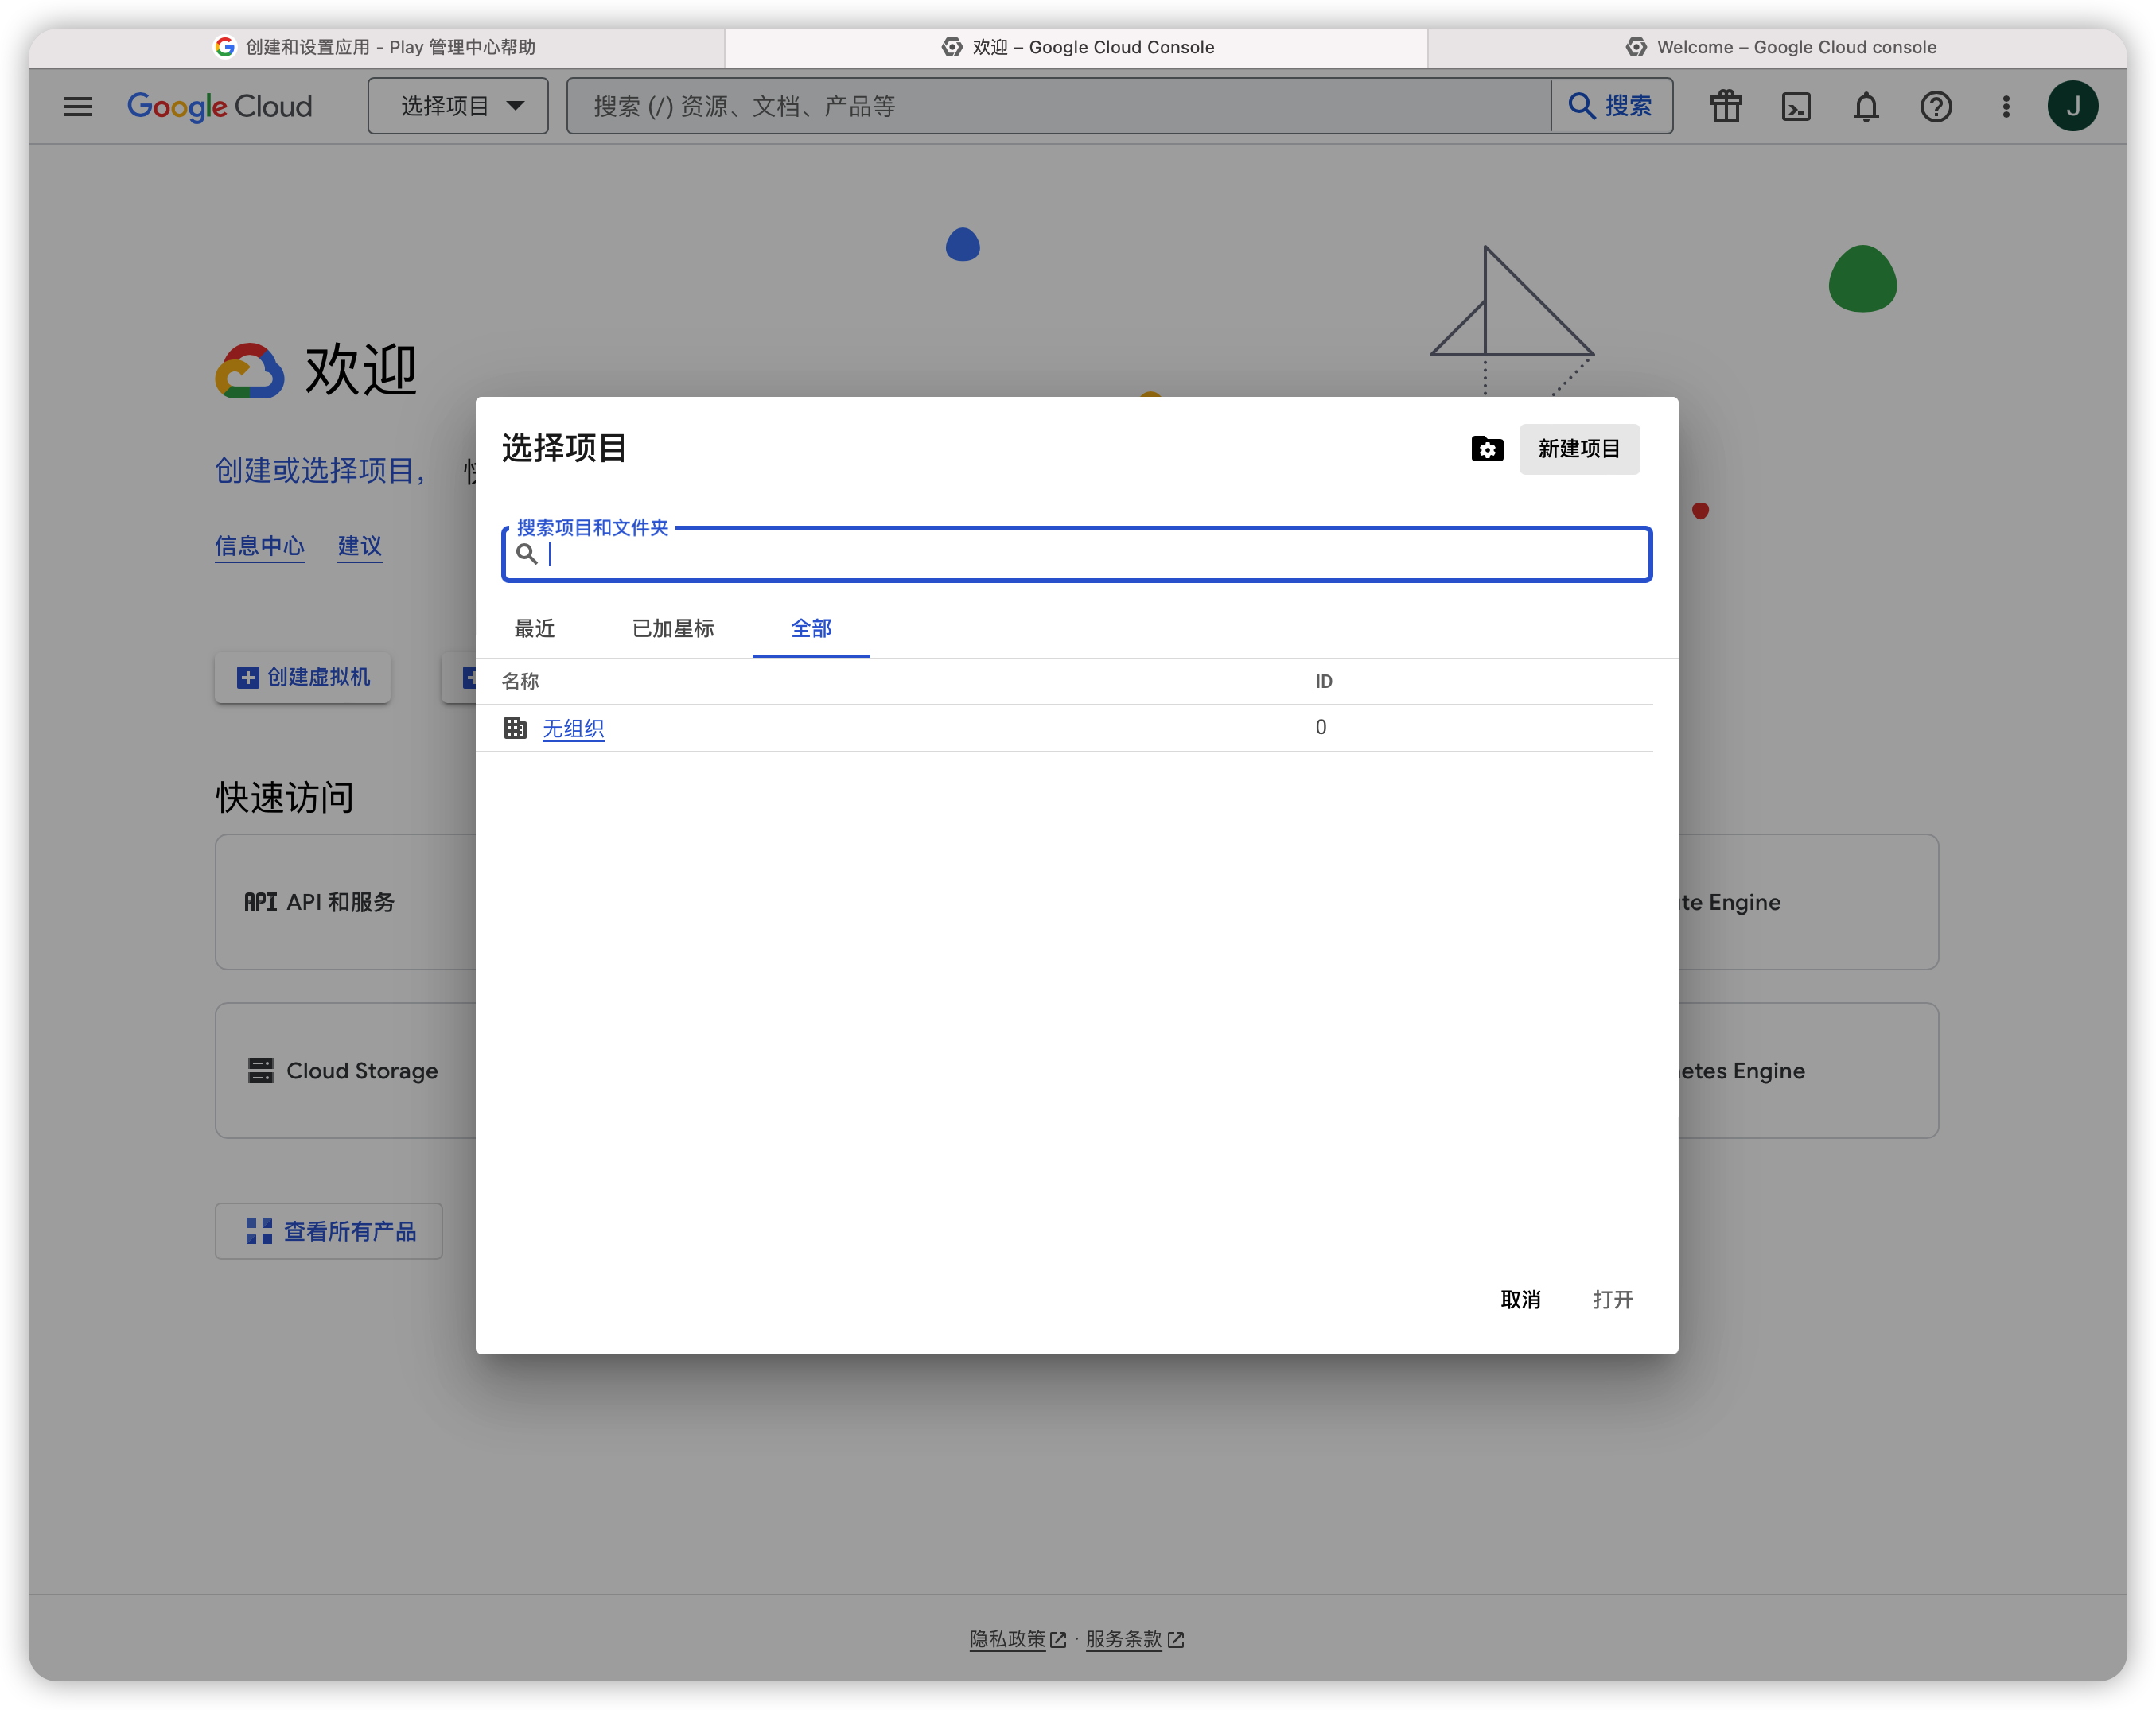 创建和设置应用 - Play 管理中心帮助
欢迎 – Google Cloud Console
Welcome – Google Cloud console
Google Cloud
选择项目
搜索 (/) 资源、文档、产品等
搜索
J
欢迎
创建或选择项目，
信息中心
建议
选择项目
新建项目
搜索项目和文件夹
最近
已加星标
全部
名称
ID
无组织
0
创建虚拟机
快速访问
API API 和服务
te Engine
Cloud Storage
etes Engine
查看所有产品
取消
打开
隐私政策 · 服务条款